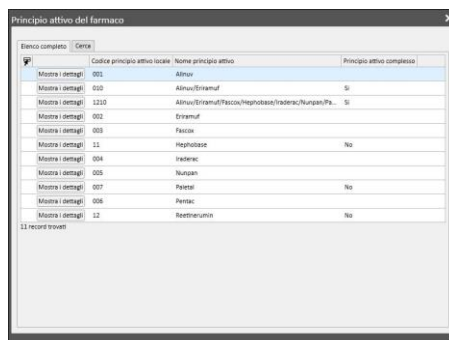 Principio attivo del farmaco
Elenco completo Cerca
Codice principio attivo locale Nome principio attivo Principio attivo complesso
Mostra i dettagli 001 Alinuv
Mostra i dettagli 010 Alinuv/Eriramuf Sì
Mostra i dettagli 1210 Alinuv/Eriramuf/Fascox/Hephobase/Iraderac/Nunpan/Pa... Sì
Mostra i dettagli 002 Eriramuf
Mostra i dettagli 003 Fascox
Mostra i dettagli 11 Hephobase No
Mostra i dettagli 004 Iraderac
Mostra i dettagli 005 Nunpan
Mostra i dettagli 007 Paletal No
Mostra i dettagli 006 Pentac
Mostra i dettagli 12 Reetinerumin No
11 record trovati